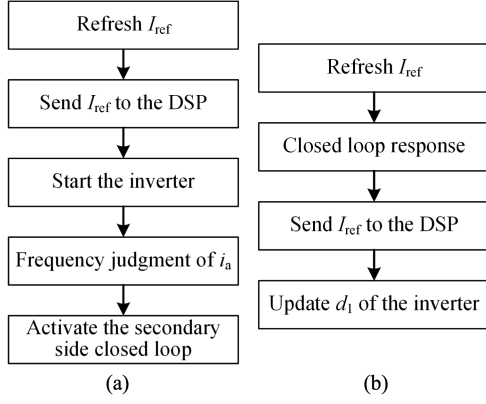 Refresh I_ref
Send I_ref to the DSP
Start the inverter
Frequency judgment of i_a
Activate the secondary
side closed loop
(a)
Refresh I_ref
Closed loop response
Send I_ref to the DSP
Update d_1 of the inverter
(b)